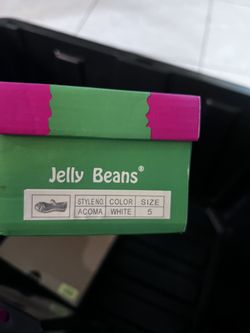 Jelly Beans®
STYLE NO. COLOR SIZE
ACOMA WHITE 5